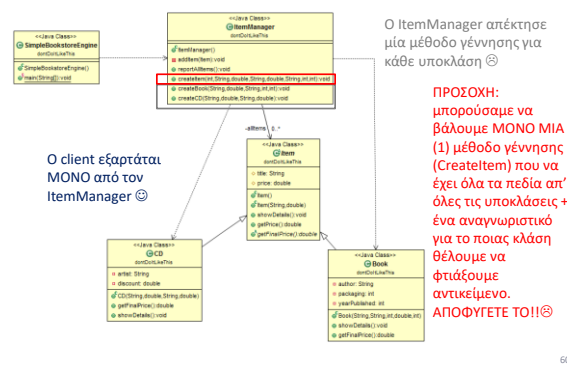 <<Java Class>>
SimpleBookstoreEngine
dontDoItLikeThis
SimpleBookstoreEngine()
main(String[]):void
<<Java Class>>
ItemManager
dontDoItLikeThis
ItemManager()
addItem(Item):void
reportAllItems():void
createItem(int,String,double,String,double,String,int,int):void
createBook(String,double,String,int,int):void
createCD(String,double,String,double):void
Ο ItemManager απέκτησε
μία μέθοδο γέννησης για
κάθε υποκλάση ☹
ΠΡΟΣΟΧΗ:
μπορούσαμε να
βάλουμε ΜΟΝΟ ΜΙΑ
(1) μέθοδο γέννησης
(CreateItem) που να
έχει όλα τα πεδία απ'
όλες τις υποκλάσεις +
ένα αναγνωριστικό
για το ποιας κλάση
θέλουμε να
φτιάξουμε
αντικείμενο.
ΑΠΟΦΥΓΕΤΕ ΤΟ!!☹
Ο client εξαρτάται
ΜΟΝΟ από τον
ItemManager ☺
-allItems 0..*
<<Java Class>>
Item
dontDoItLikeThis
title: String
price: double
Item()
Item(String,double)
showDetails():void
getPrice():double
getFinalPrice():double
<<Java Class>>
CD
dontDoItLikeThis
artist: String
discount: double
CD(String,double,String,double)
getFinalPrice():double
showDetails():void
<<Java Class>>
Book
dontDoItLikeThis
author: String
packaging: int
yearPublished: int
Book(String,String,int,double,int)
showDetails():void
getFinalPrice():double
60